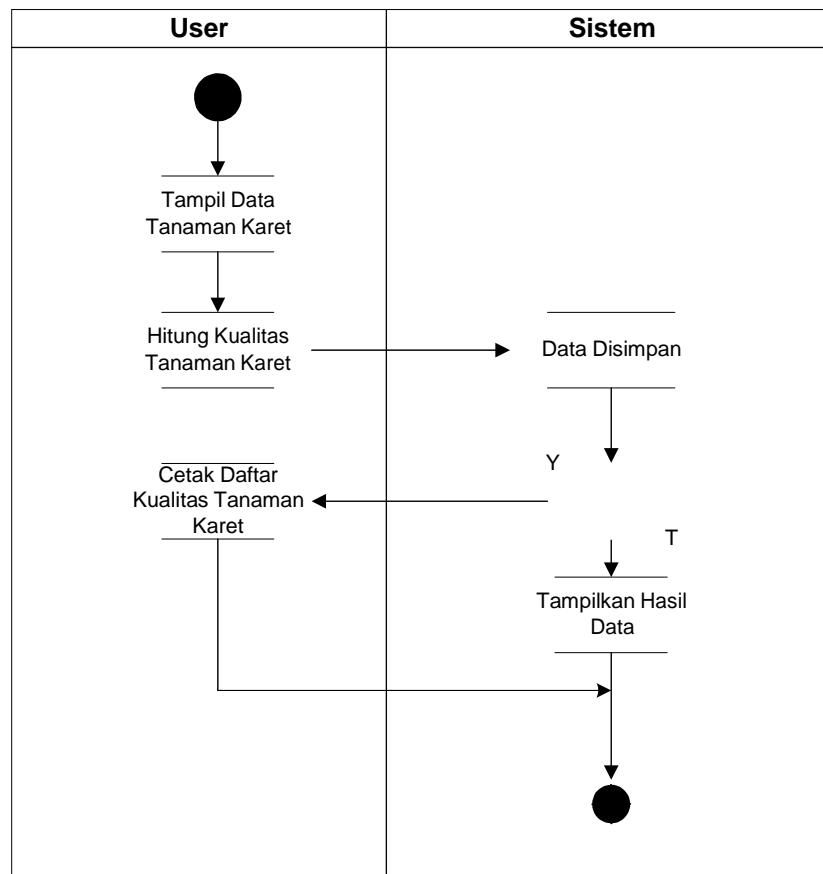 User
Sistem
Tampil Data
Tanaman Karet
Hitung Kualitas
Tanaman Karet
Data Disimpan
Y
Cetak Daftar
Kualitas Tanaman
Karet
T
Tampilkan Hasil
Data